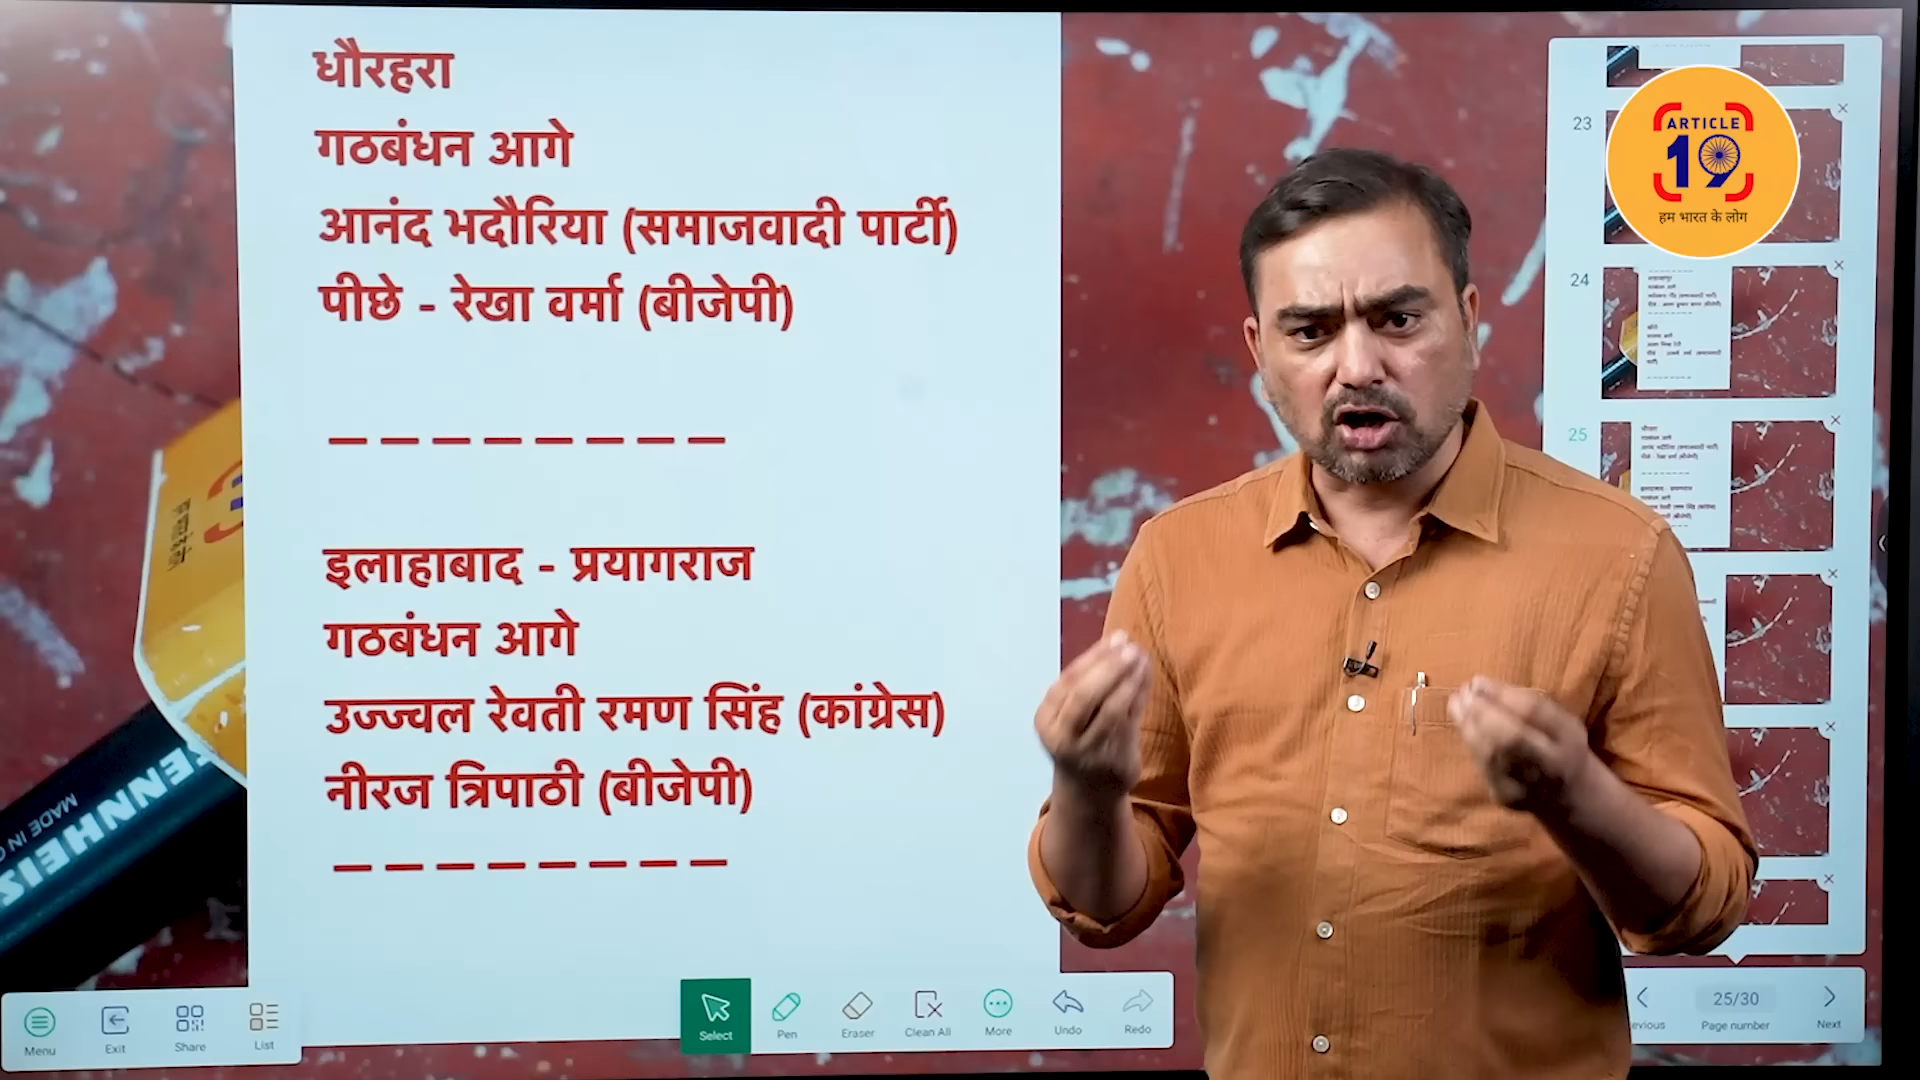 धौरहरा
गठबंधन आगे
आनंद भदौरिया (समाजवादी पार्टी)
पीछे - रेखा वर्मा (बीजेपी)
– – – – – – – –
इलाहाबाद - प्रयागराज
गठबंधन आगे
उज्ज्वल रेवती रमण सिंह (कांग्रेस)
नीरज त्रिपाठी (बीजेपी)
– – – – – – – –
ARTICLE
19
हम भारत के लोग
23
24
25
MADE IN
Menu
Exit
Share
List
Select
Pen
Eraser
Clean All
More
Undo
Redo
25/30
Page number
Next